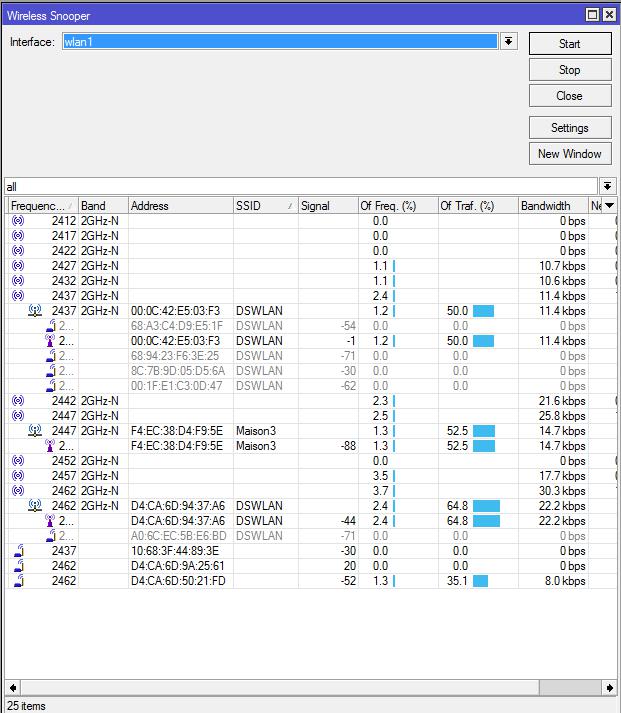 Wireless Snooper
Interface: wlan1
Start
Stop
Close
Settings
New Window
all
Frequenc... Band Address SSID Signal Of Freq. (%) Of Traf. (%) Bandwidth Ne
2412 2GHz-N 0.0 0 bps
2417 2GHz-N 0.0 0 bps
2422 2GHz-N 0.0 0 bps
2427 2GHz-N 1.1 10.7 kbps
2432 2GHz-N 1.1 10.6 kbps
2437 2GHz-N 2.4 11.4 kbps
2437 2GHz-N 00:0C:42:E5:03:F3 DSWLAN 1.2 50.0 11.4 kbps
2... 68:A3:C4:D9:E5:1F DSWLAN -54 0.0 0.0 0 bps
2... 00:0C:42:E5:03:F3 DSWLAN -1 1.2 50.0 11.4 kbps
2... 68:94:23:F6:3E:25 DSWLAN -71 0.0 0.0 0 bps
2... 8C:7B:9D:05:D5:6A DSWLAN -30 0.0 0.0 0 bps
2... 00:1F:E1:C3:0D:47 DSWLAN -62 0.0 0.0 0 bps
2442 2GHz-N 2.3 21.6 kbps
2447 2GHz-N 2.5 25.8 kbps
2447 2GHz-N F4:EC:38:D4:F9:5E Maison3 1.3 52.5 14.7 kbps
2... F4:EC:38:D4:F9:5E Maison3 -88 1.3 52.5 14.7 kbps
2452 2GHz-N 0.0 0 bps
2457 2GHz-N 3.5 17.7 kbps
2462 2GHz-N 3.7 30.3 kbps
2462 2GHz-N D4:CA:6D:94:37:A6 DSWLAN 2.4 64.8 22.2 kbps
2... D4:CA:6D:94:37:A6 DSWLAN -44 2.4 64.8 22.2 kbps
2... A0:6C:EC:5B:E6:BD DSWLAN -71 0.0 0.0 0 bps
2437 10:68:3F:44:89:3E -30 0.0 0.0 0 bps
2462 D4:CA:6D:9A:25:61 20 0.0 0.0 0 bps
2462 D4:CA:6D:50:21:FD -52 1.3 35.1 8.0 kbps
25 items